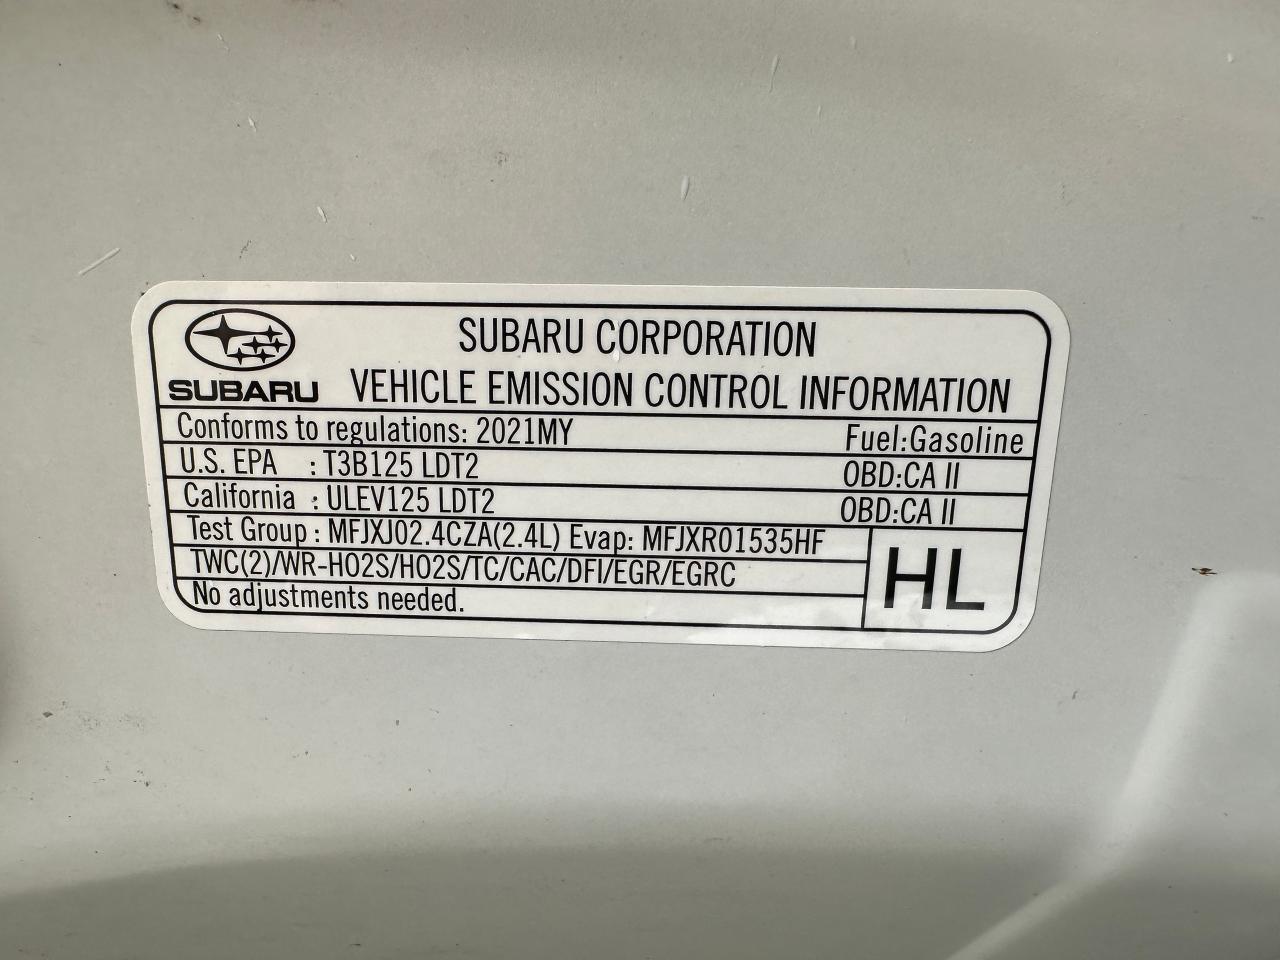 SUBARU CORPORATION
SUBARU VEHICLE EMISSION CONTROL INFORMATION
Conforms to regulations: 2021MY Fuel:Gasoline
U.S. EPA : T3B125 LDT2 OBD:CA II
California : ULEV125 LDT2 OBD:CA II
Test Group : MFJXJ02.4CZA(2.4L) Evap: MFJXR01535HF
TWC(2)/WR-HO2S/HO2S/TC/CAC/DFI/EGR/EGRC
No adjustments needed.
HL